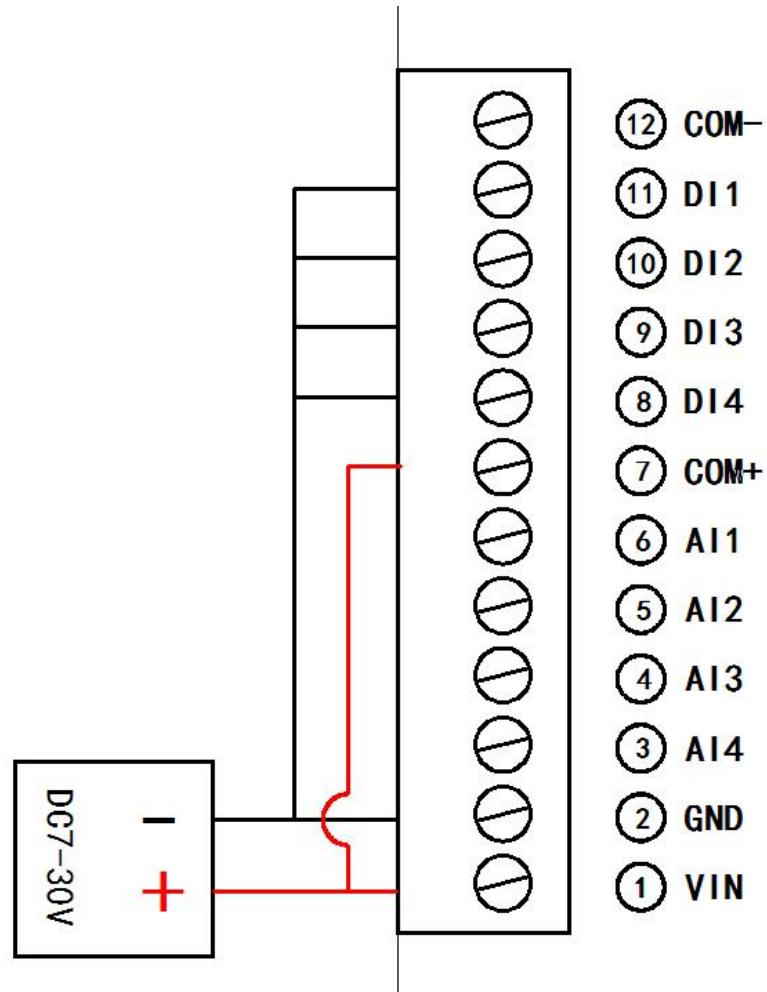 12 COM-
11 DI1
10 DI2
9 DI3
8 DI4
7 COM+
6 AI1
5 AI2
4 AI3
3 AI4
2 GND
1 VIN
DC7-30V
-
+